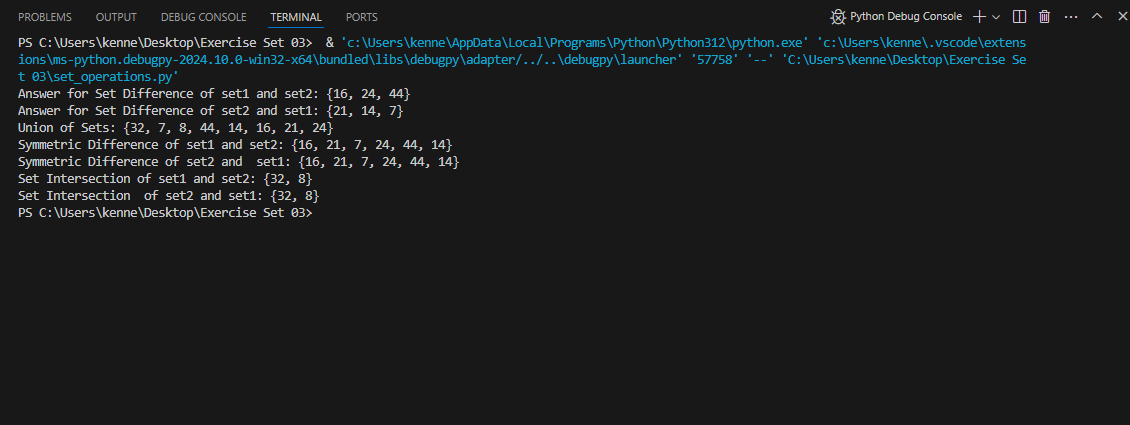 PROBLEMS OUTPUT DEBUG CONSOLE TERMINAL PORTS Python Debug Console
PS C:\Users\kenne\Desktop\Exercise Set 03>  & 'c:\Users\kenne\AppData\Local\Programs\Python\Python312\python.exe' 'c:\Users\kenne\.vscode\extens
ions\ms-python.debugpy-2024.10.0-win32-x64\bundled\libs\debugpy\adapter/../..\debugpy\launcher' '57758' '--' 'C:\Users\kenne\Desktop\Exercise Se
t 03\set_operations.py'
Answer for Set Difference of set1 and set2: {16, 24, 44}
Answer for Set Difference of set2 and set1: {21, 14, 7}
Union of Sets: {32, 7, 8, 44, 14, 16, 21, 24}
Symmetric Difference of set1 and set2: {16, 21, 7, 24, 44, 14}
Symmetric Difference of set2 and  set1: {16, 21, 7, 24, 44, 14}
Set Intersection of set1 and set2: {32, 8}
Set Intersection  of set2 and set1: {32, 8}
PS C:\Users\kenne\Desktop\Exercise Set 03>